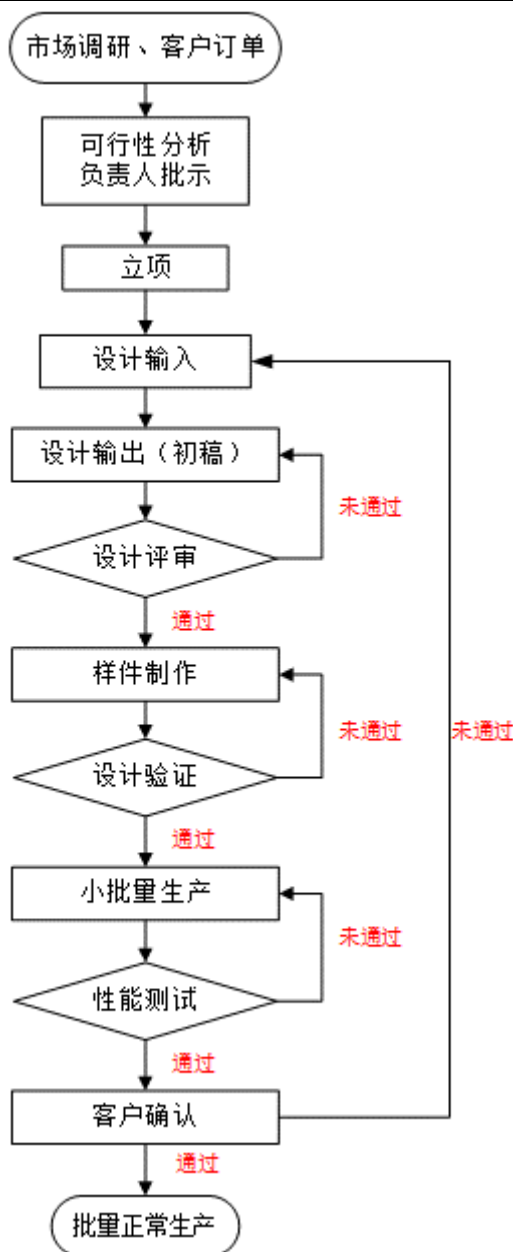 市场调研、客户订单
可行性分析
负责人批示
立项
设计输入
设计输出（初稿）
未通过
设计评审
通过
样件制作
未通过
未通过
设计验证
通过
小批量生产
未通过
性能测试
通过
客户确认
通过
批量正常生产